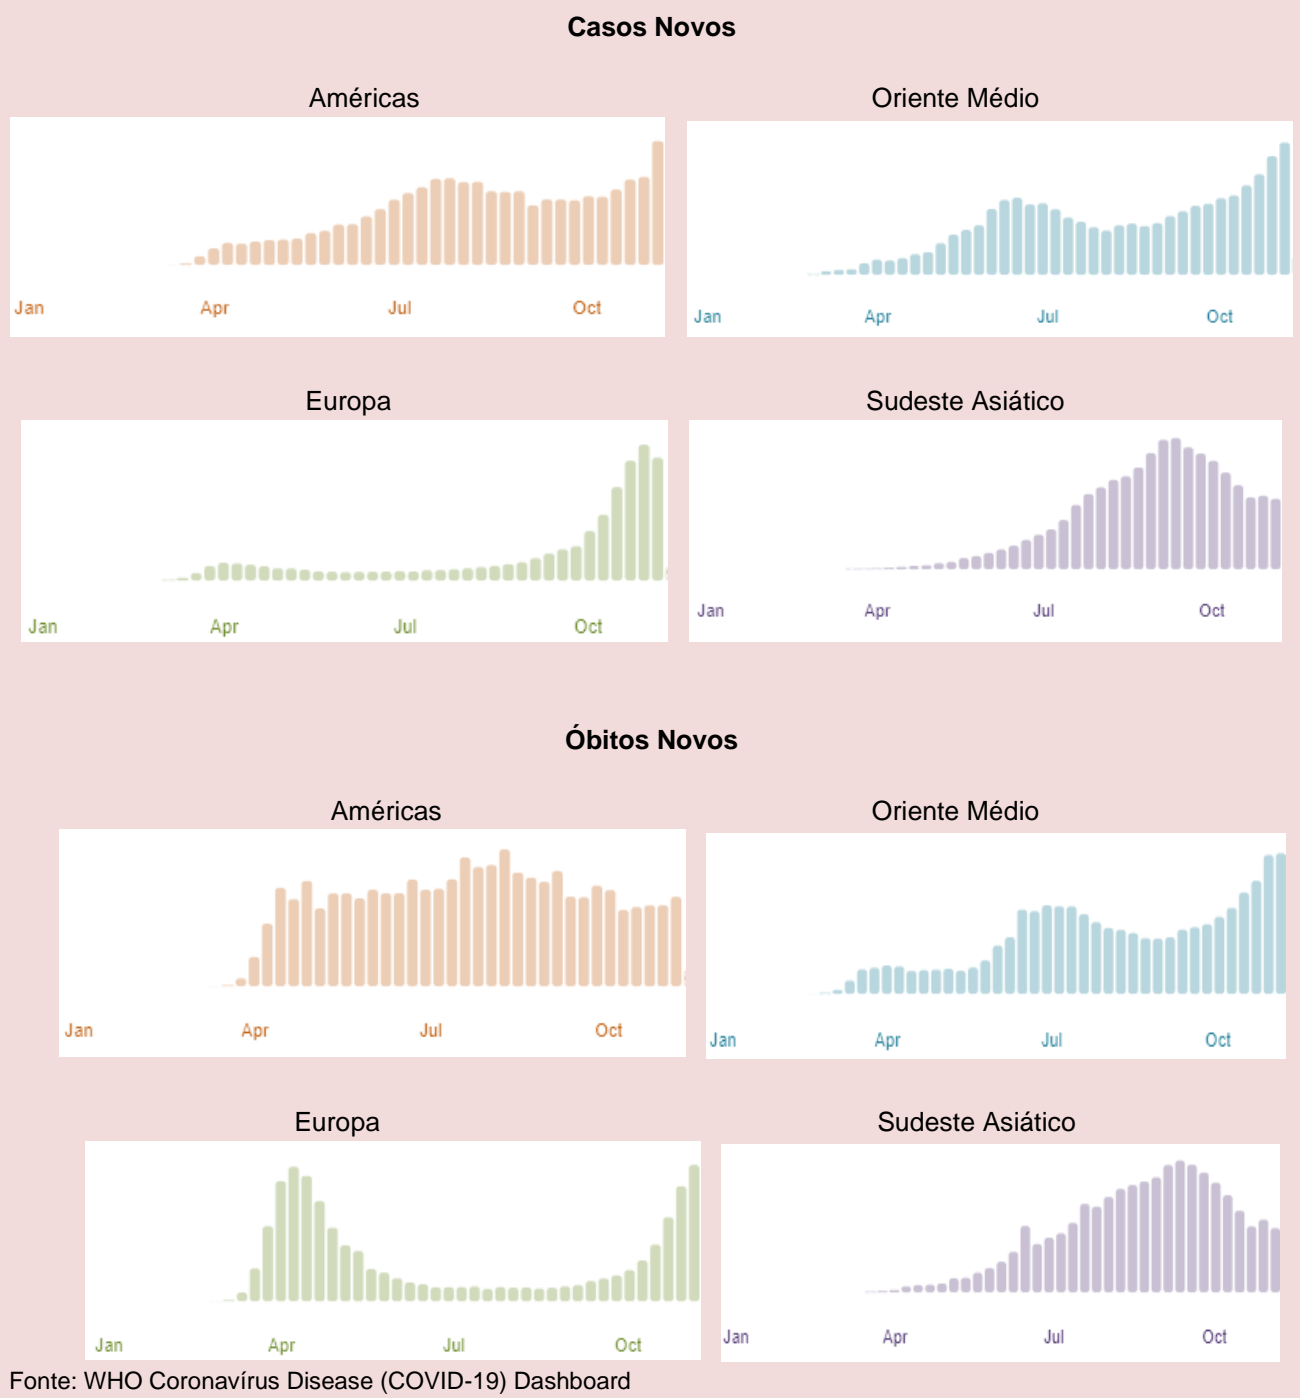 Casos Novos
Américas
Oriente Médio
Jan Apr Jul Oct
Jan Apr Jul Oct
Europa
Sudeste Asiático
Jan Apr Jul Oct
Jan Apr Jul Oct
Óbitos Novos
Américas
Oriente Médio
Jan Apr Jul Oct
Jan Apr Jul Oct
Europa
Sudeste Asiático
Jan Apr Jul Oct
Jan Apr Jul Oct
Fonte: WHO Coronavírus Disease (COVID-19) Dashboard